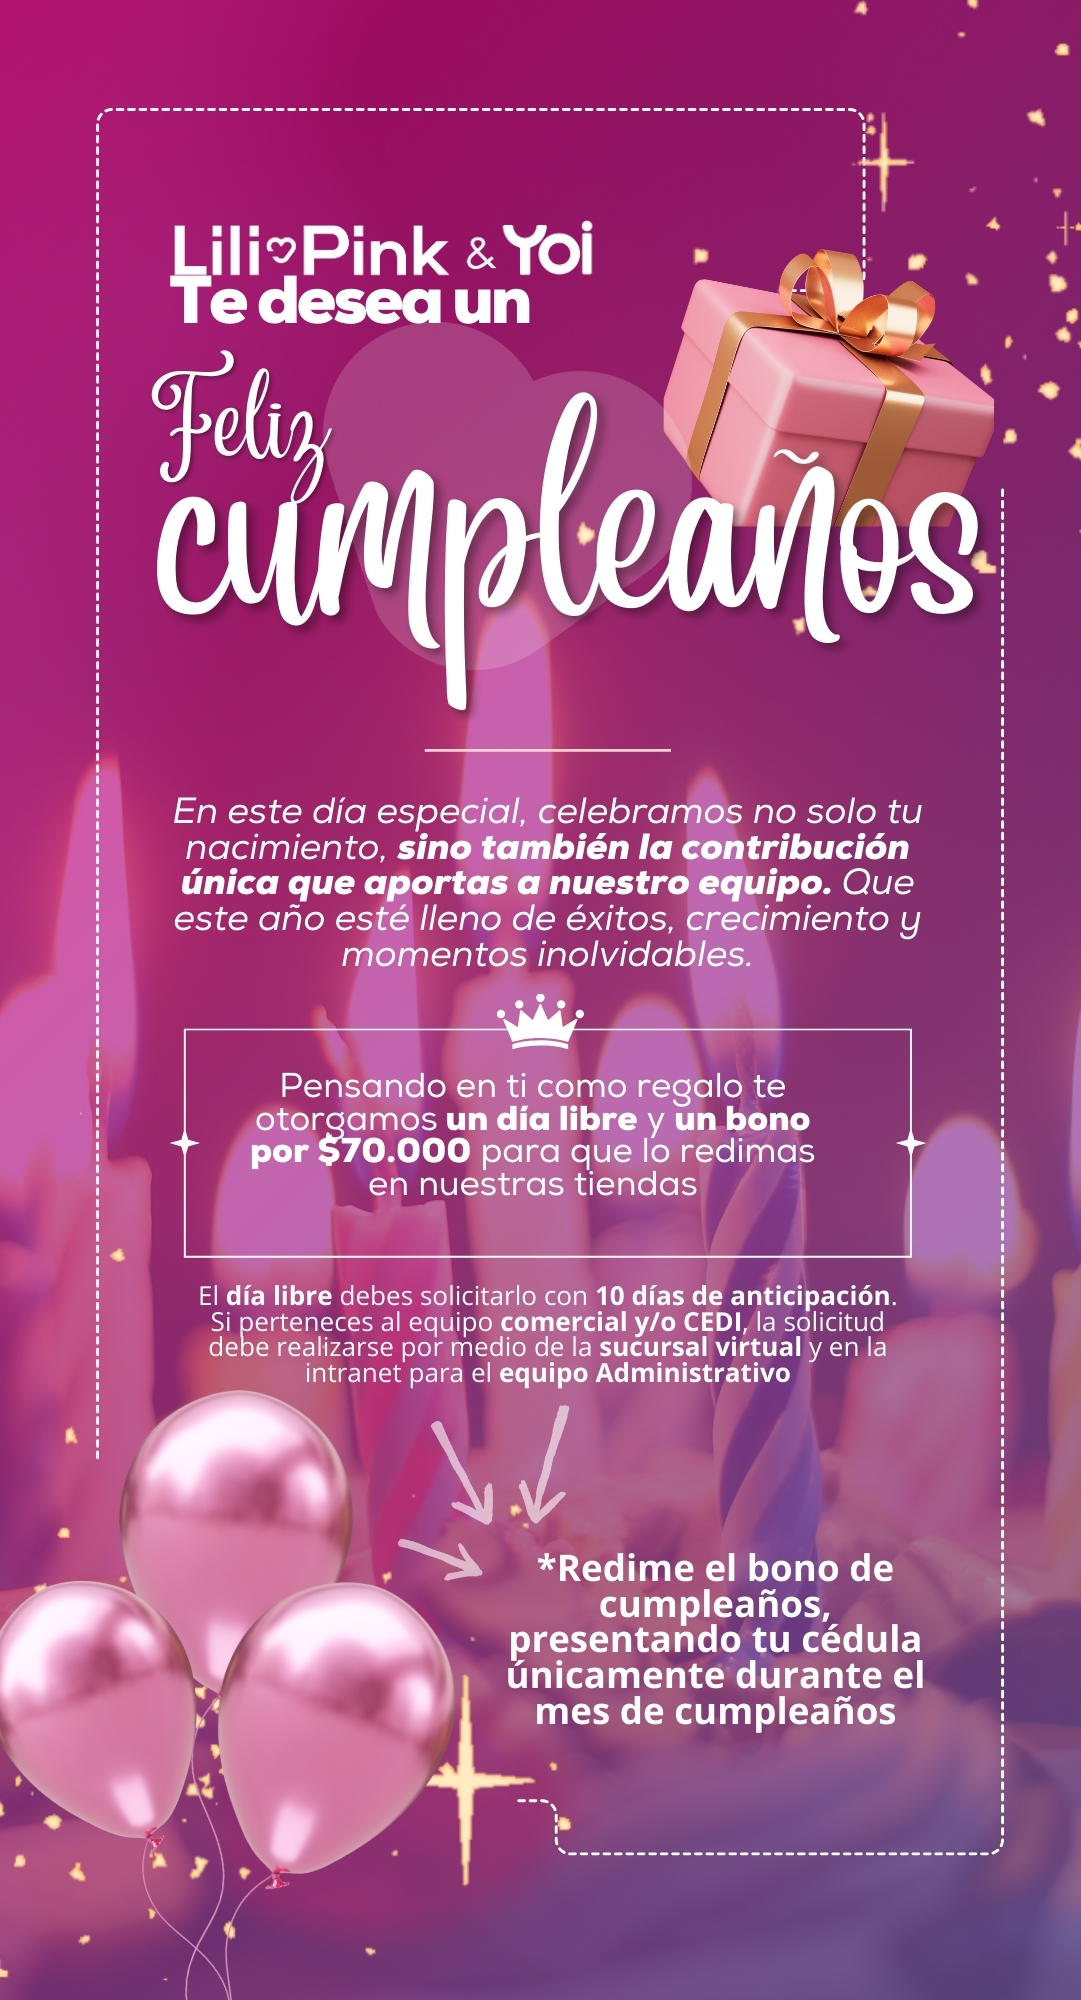 Lili Pink & Yoi
Te desea un
Feliz
cumpleaños
En este día especial, celebramos no solo tu
nacimiento, sino también la contribución
única que aportas a nuestro equipo. Que
este año esté lleno de éxitos, crecimiento y
momentos inolvidables.
Pensando en ti como regalo te
otorgamos un día libre y un bono
por $70.000 para que lo redimas
en nuestras tiendas
El día libre debes solicitarlo con 10 días de anticipación.
Si perteneces al equipo comercial y/o CEDI, la solicitud
debe realizarse por medio de la sucursal virtual y en la
intranet para el equipo Administrativo
*Redime el bono de
cumpleaños,
presentando tu cédula
únicamente durante el
mes de cumpleaños